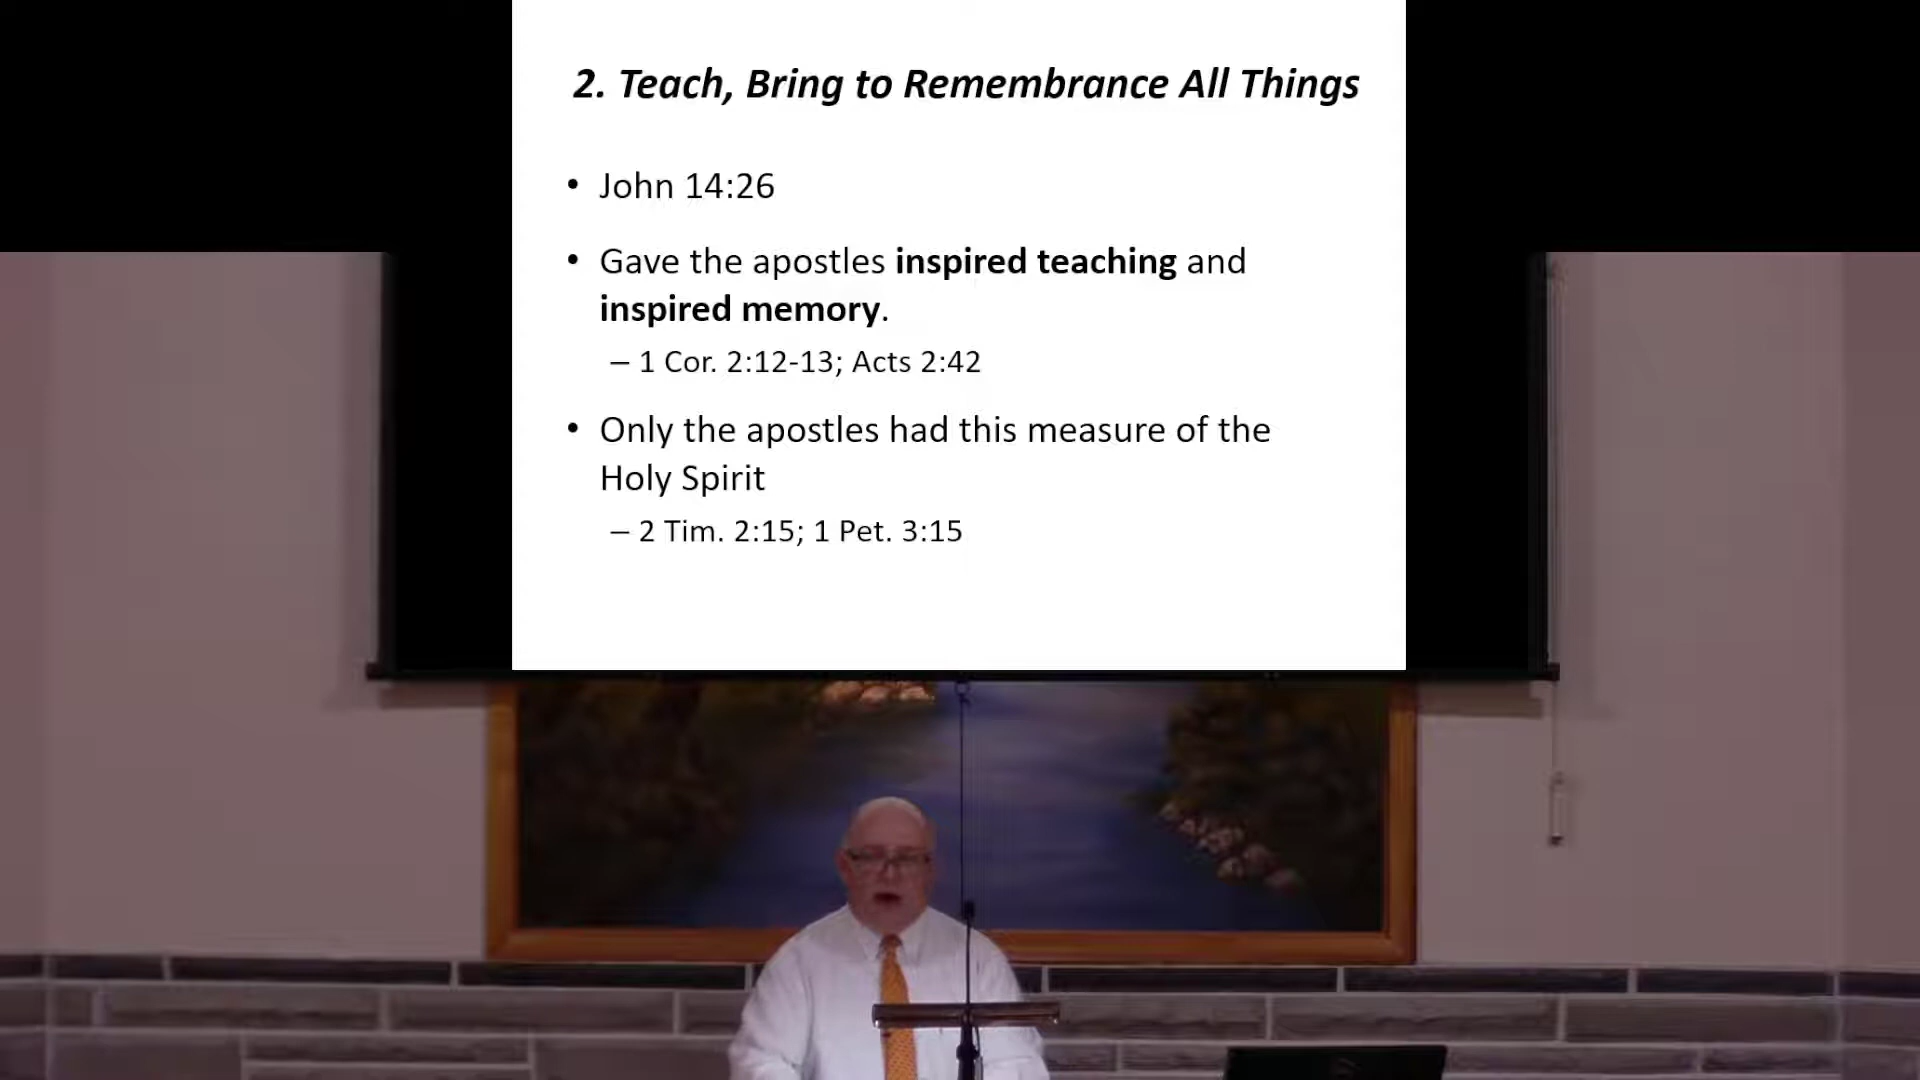 2. Teach, Bring to Remembrance All Things
• John 14:26
• Gave the apostles inspired teaching and
inspired memory.
– 1 Cor. 2:12-13; Acts 2:42
• Only the apostles had this measure of the
Holy Spirit
– 2 Tim. 2:15; 1 Pet. 3:15